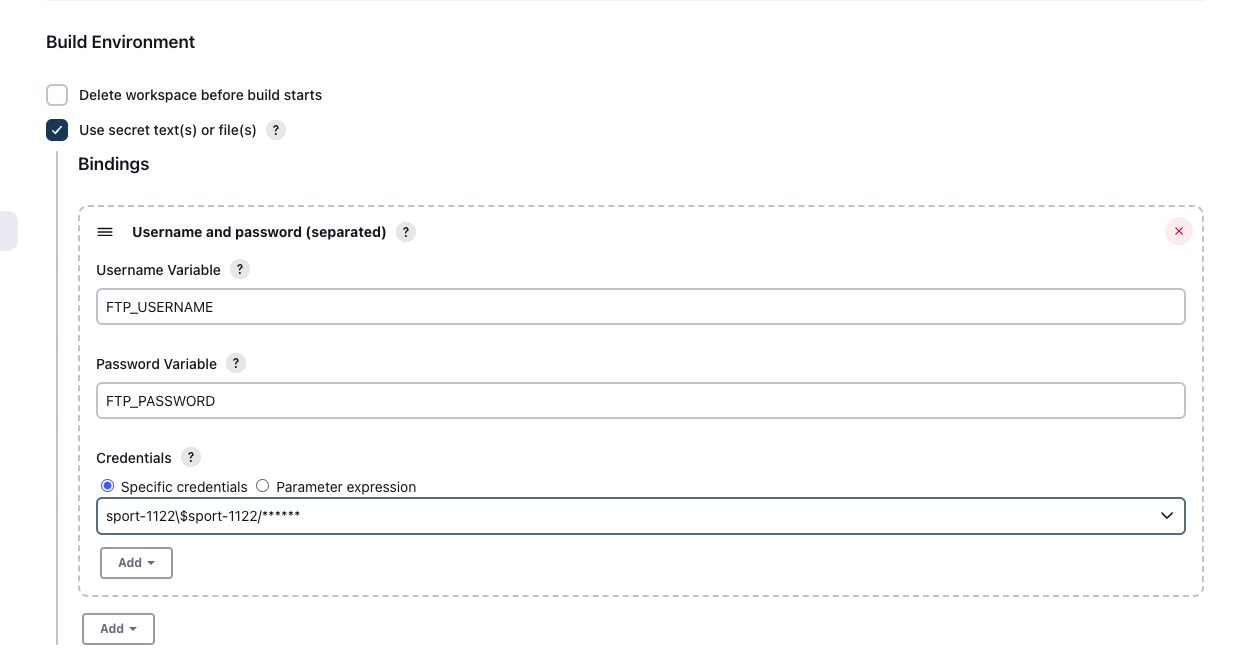 Build Environment
Delete workspace before build starts
Use secret text(s) or file(s) ?
Bindings
Username and password (separated) ?
Username Variable ?
FTP_USERNAME
Password Variable ?
FTP_PASSWORD
Credentials ?
Specific credentials Parameter expression
sport-1122\$sport-1122/******
Add
Add